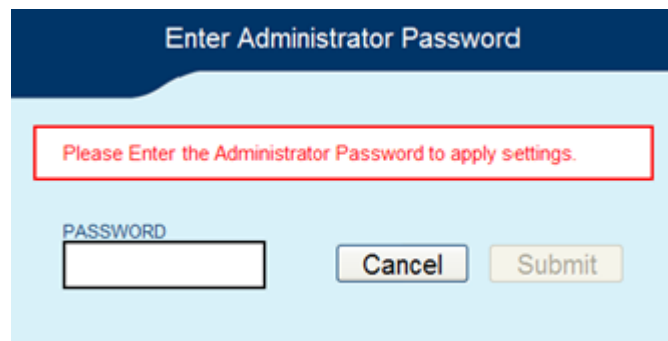 Enter Administrator Password
Please Enter the Administrator Password to apply settings.
PASSWORD
Cancel Submit